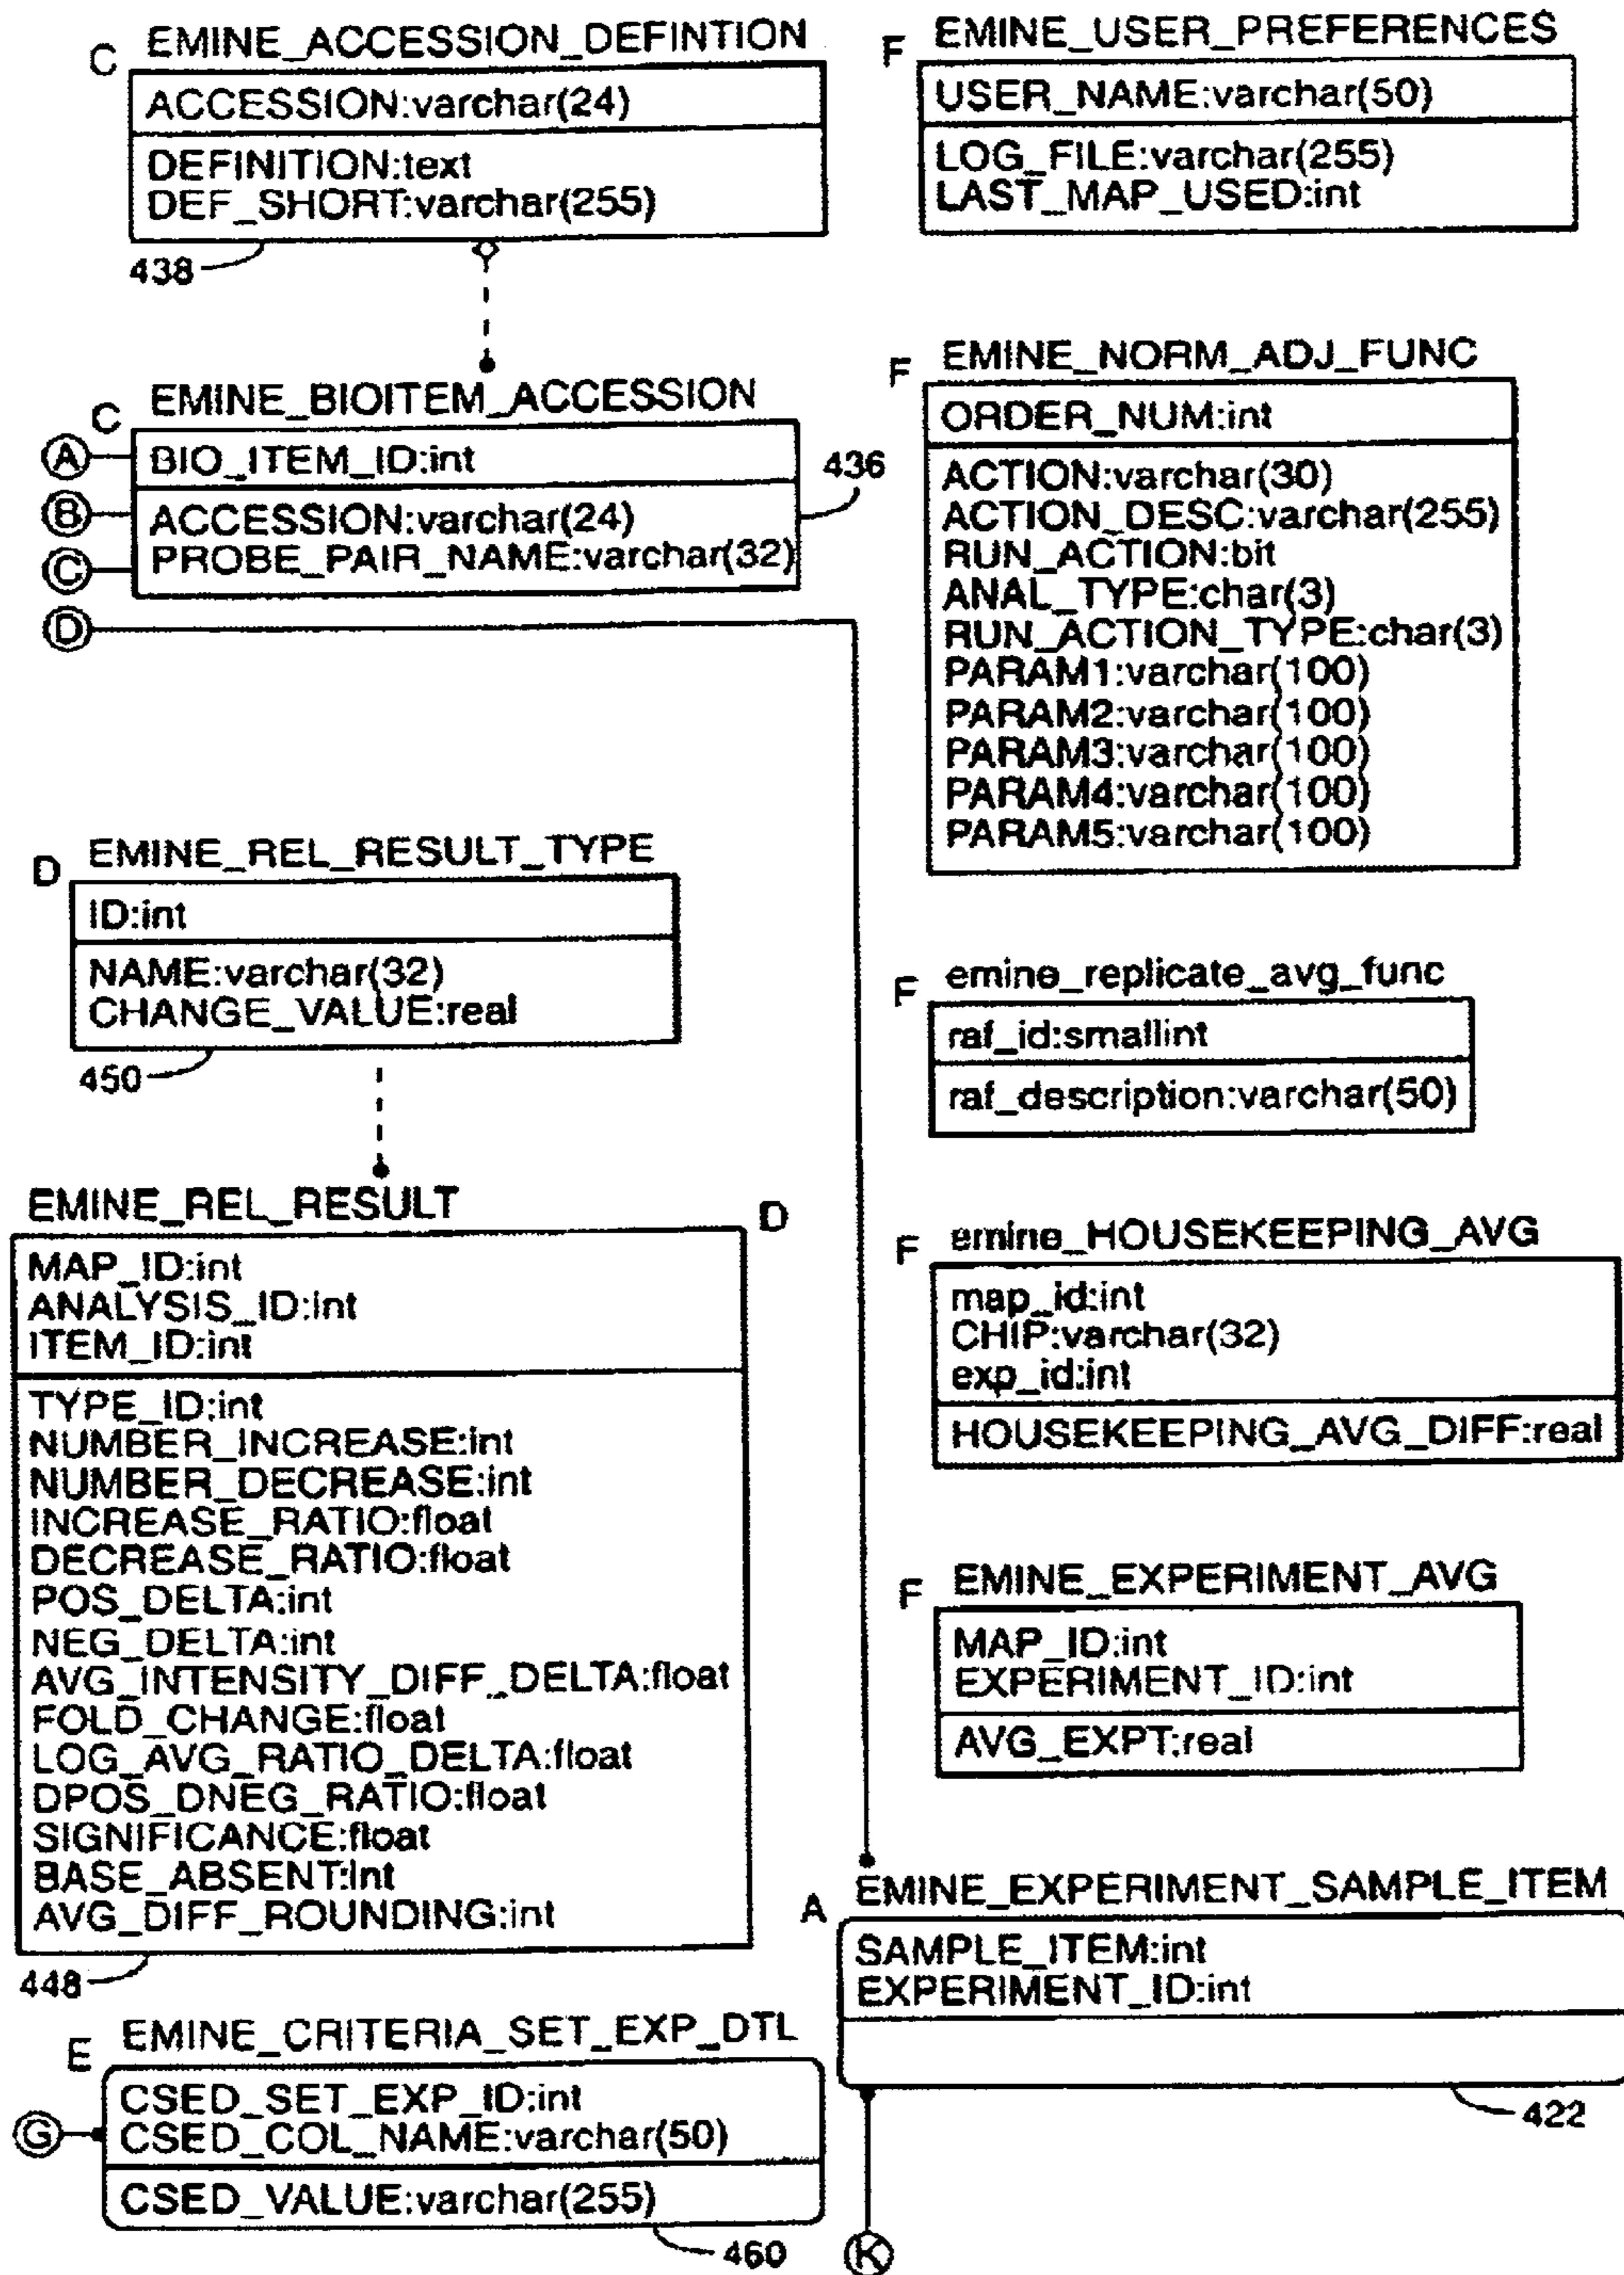 C EMINE_ACCESSION_DEFINTION
ACCESSION:varchar(24)
DEFINITION:text
DEF_SHORT:varchar(255)
438
C EMINE_BIOITEM_ACCESSION
A
BIO_ITEM_ID:int
436
B
ACCESSION:varchar(24)
C
PROBE_PAIR_NAME:varchar(32)
D
D EMINE_REL_RESULT_TYPE
ID:int
NAME:varchar(32)
CHANGE_VALUE:real
450
EMINE_REL_RESULT D
MAP_ID:int
ANALYSIS_ID:int
ITEM_ID:int
TYPE_ID:int
NUMBER_INCREASE:int
NUMBER_DECREASE:int
INCREASE_RATIO:float
DECREASE_RATIO:float
POS_DELTA:int
NEG_DELTA:int
AVG_INTENSITY_DIFF_DELTA:float
FOLD_CHANGE:float
LOG_AVG_RATIO_DELTA:float
DPOS_DNEG_RATIO:float
SIGNIFICANCE:float
BASE_ABSENT:int
AVG_DIFF_ROUNDING:int
448
E EMINE_CRITERIA_SET_EXP_DTL
CSED_SET_EXP_ID:int
G
CSED_COL_NAME:varchar(50)
CSED_VALUE:varchar(255)
460
F EMINE_USER_PREFERENCES
USER_NAME:varchar(50)
LOG_FILE:varchar(255)
LAST_MAP_USED:int
F EMINE_NORM_ADJ_FUNC
ORDER_NUM:int
ACTION:varchar(30)
ACTION_DESC:varchar(255)
RUN_ACTION:bit
ANAL_TYPE:char(3)
RUN_ACTION_TYPE:char(3)
PARAM1:varchar(100)
PARAM2:varchar(100)
PARAM3:varchar(100)
PARAM4:varchar(100)
PARAM5:varchar(100)
F emine_replicate_avg_func
raf_id:smallint
raf_description:varchar(50)
F emine_HOUSEKEEPING_AVG
map_id:int
CHIP:varchar(32)
exp_id:int
HOUSEKEEPING_AVG_DIFF:real
F EMINE_EXPERIMENT_AVG
MAP_ID:int
EXPERIMENT_ID:int
AVG_EXPT:real
A EMINE_EXPERIMENT_SAMPLE_ITEM
SAMPLE_ITEM:int
EXPERIMENT_ID:int
422
K